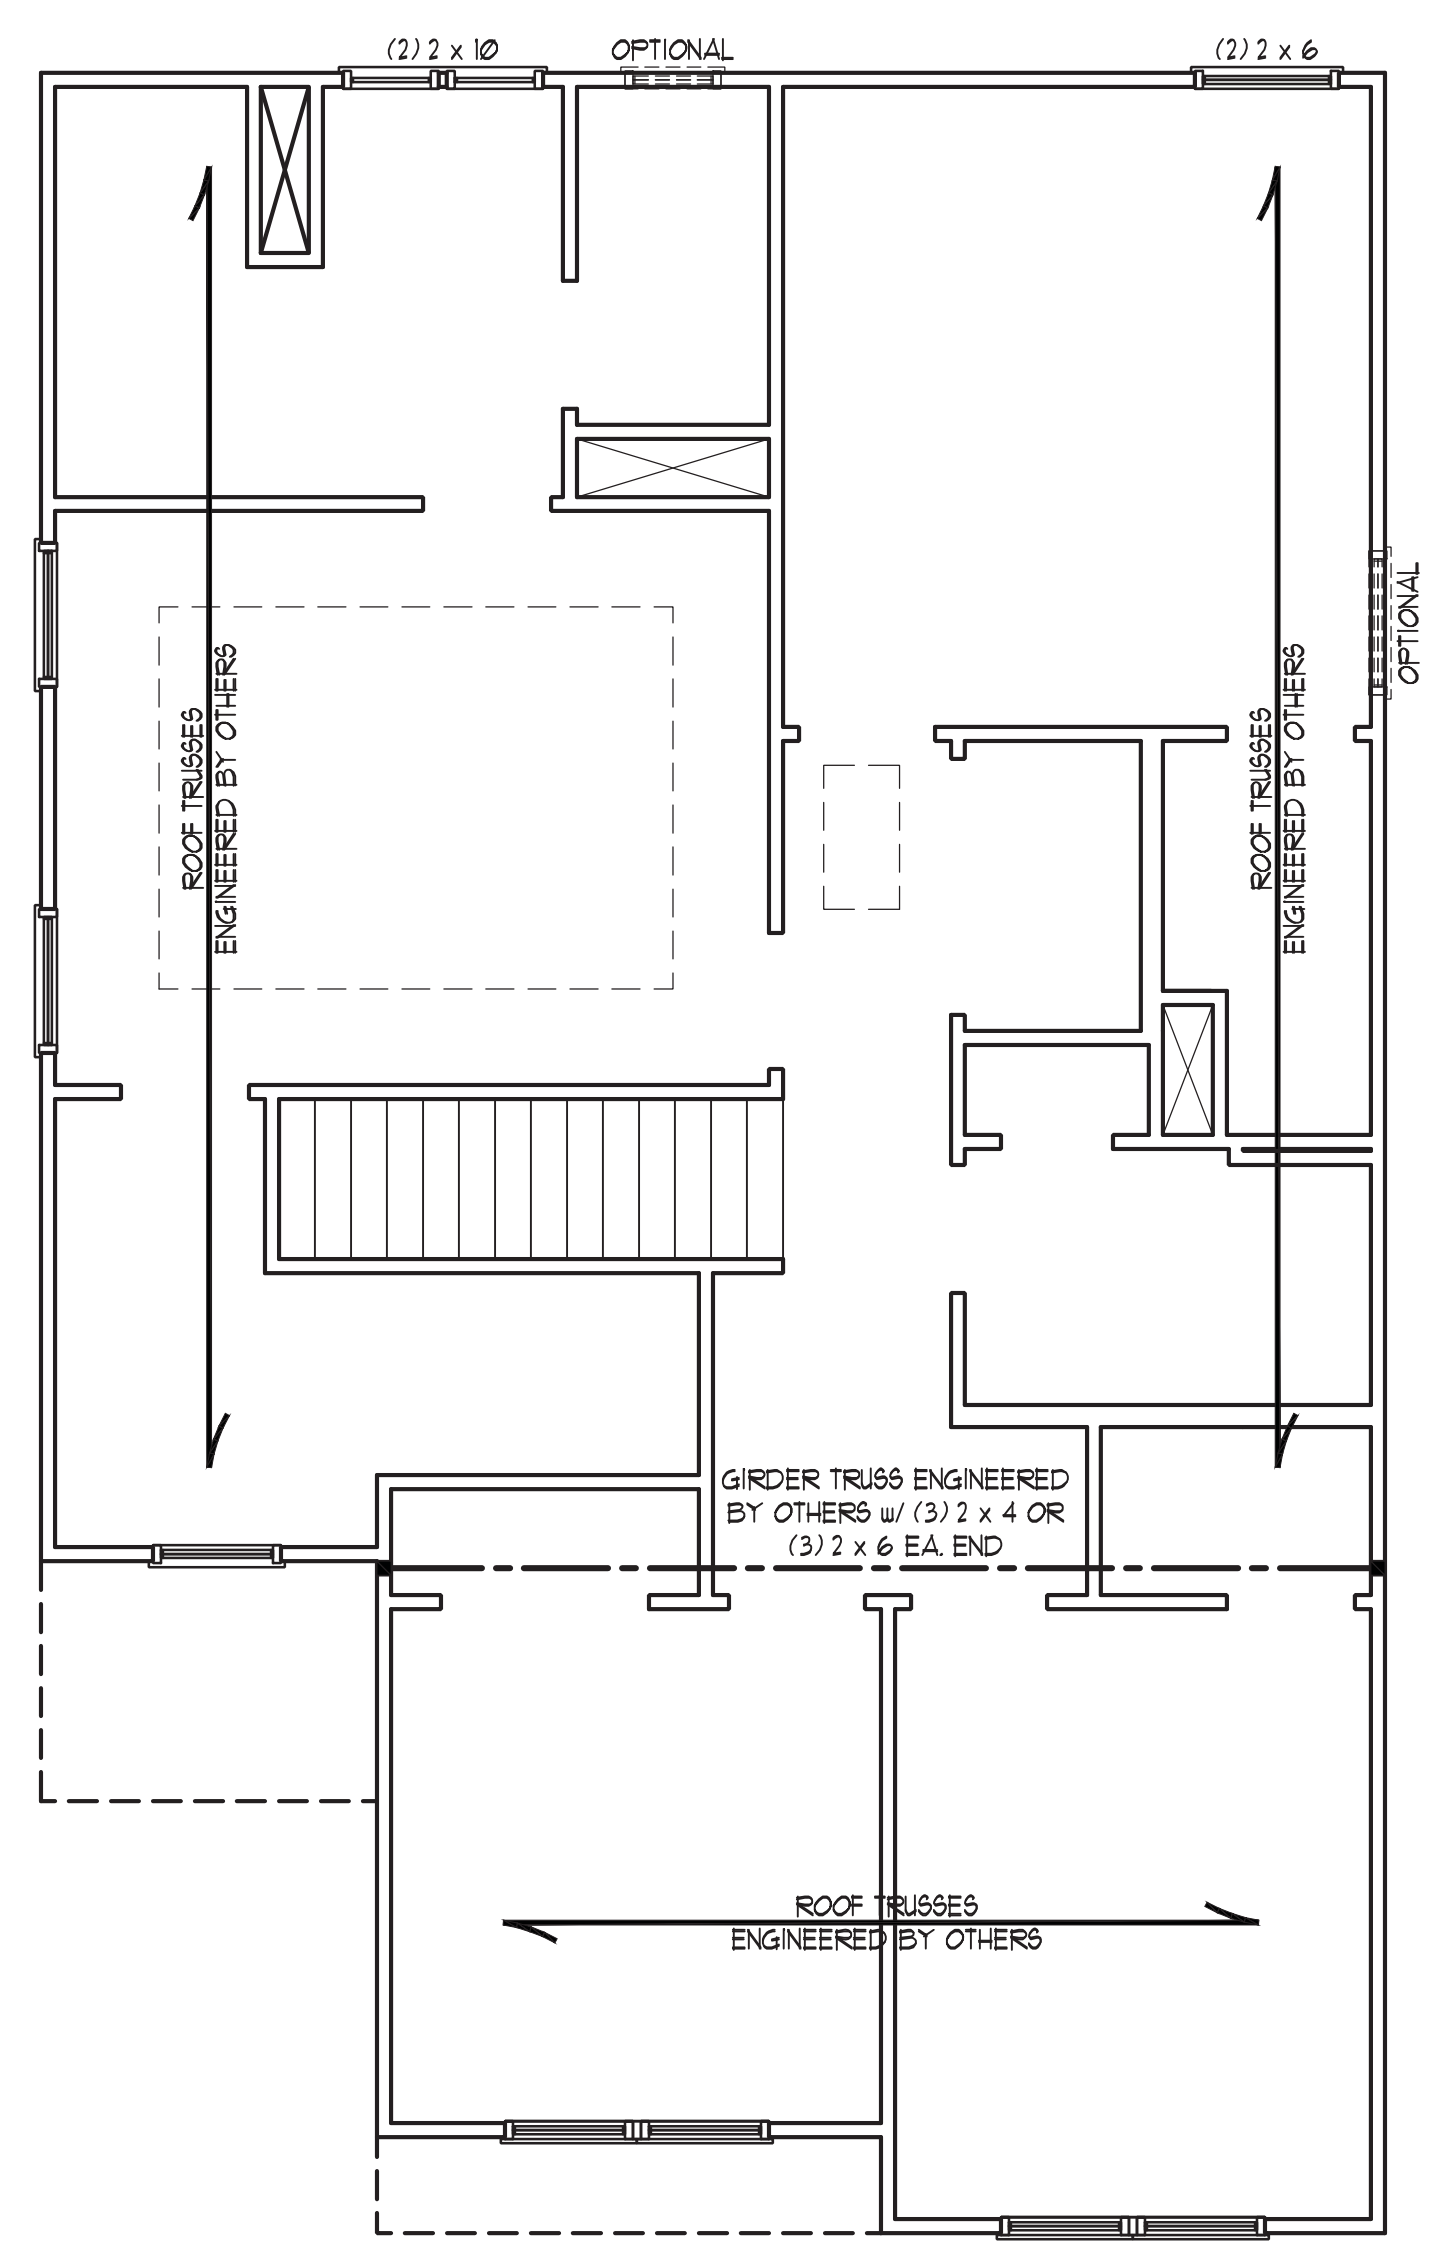 (2) 2 x 10
OPTIONAL
(2) 2 x 6
OPTIONAL
ROOF TRUSSES
ENGINEERED BY OTHERS
ROOF TRUSSES
ENGINEERED BY OTHERS
GIRDER TRUSS ENGINEERED
BY OTHERS w/ (3) 2 x 4 OR
(3) 2 x 6 EA. END
ROOF TRUSSES
ENGINEERED BY OTHERS